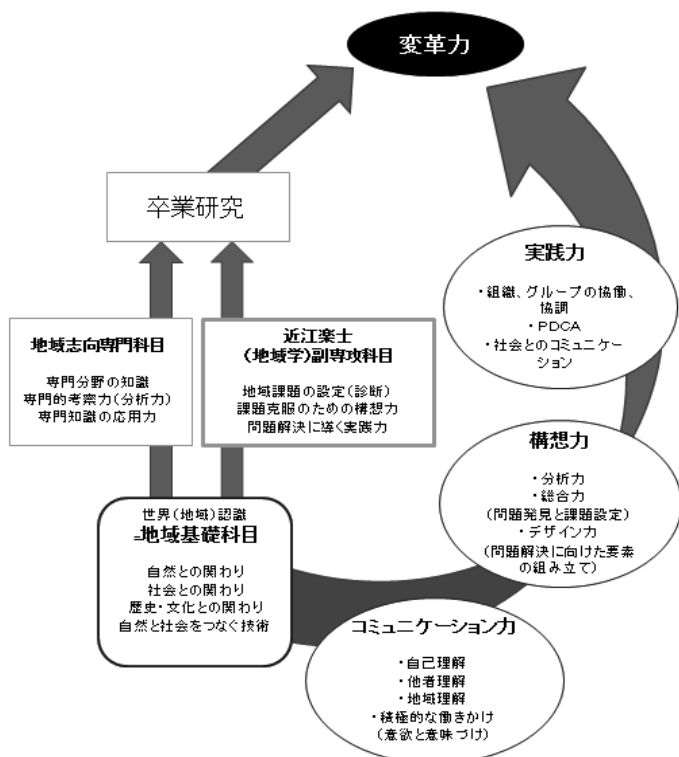 変革力
卒業研究
実践力
・組織、グループの協働、
協調
・PDCA
・社会とのコミュニケー
ション
地域志向専門科目
専門分野の知識
専門的考察力(分析力)
専門知識の応用力
近江楽士
(地域学)副専攻科目
地域課題の設定(診断)
課題克服のための構想力
問題解決に導く実践力
構想力
・分析力
・総合力
(問題発見と課題設定)
・デザイン力
(問題解決に向けた要素
の組み立て)
世界(地域)認識
=地域基礎科目
自然との関わり
社会との関わり
歴史・文化との関わり
自然と社会をつなぐ技術
コミュニケーション力
・自己理解
・他者理解
・地域理解
・積極的な働きかけ
(意欲と意味づけ)